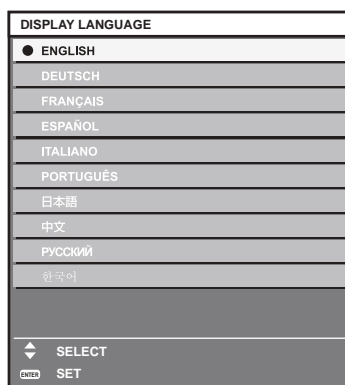 DISPLAY LANGUAGE
ENGLISH
DEUTSCH
FRANÇAIS
ESPAÑOL
ITALIANO
PORTUGUÊS
日本語
中文
РУССКИЙ
한국어
SELECT
ENTER SET